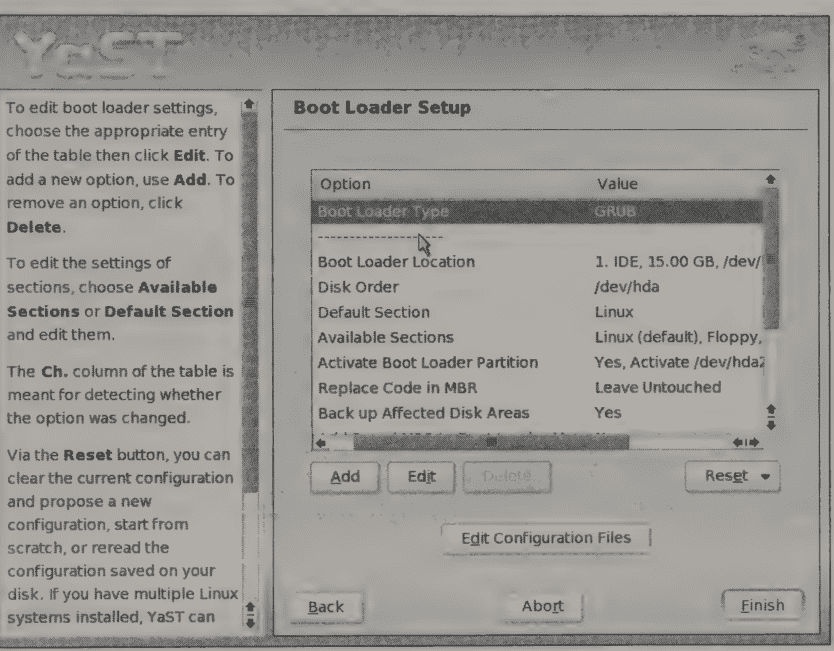 YaST
To edit boot loader settings,
choose the appropriate entry
of the table then click Edit. To
add a new option, use Add. To
remove an option, click
Delete.
To edit the settings of
sections, choose Available
Sections or Default Section
and edit them.
The Ch. column of the table is
meant for detecting whether
the option was changed.
Via the Reset button, you can
clear the current configuration
and propose a new
configuration, start from
scratch, or reread the
configuration saved on your
disk. If you have multiple Linux
systems installed, YaST can
Boot Loader Setup
Option Value
Boot Loader Type GRUB
--------------------
Boot Loader Location 1. IDE, 15.00 GB, /dev/
Disk Order /dev/hda
Default Section Linux
Available Sections Linux (default), Floppy,
Activate Boot Loader Partition Yes, Activate /dev/hda2
Replace Code in MBR Leave Untouched
Back up Affected Disk Areas Yes
Add Edit Delete Reset
Edit Configuration Files
Back Abort Finish